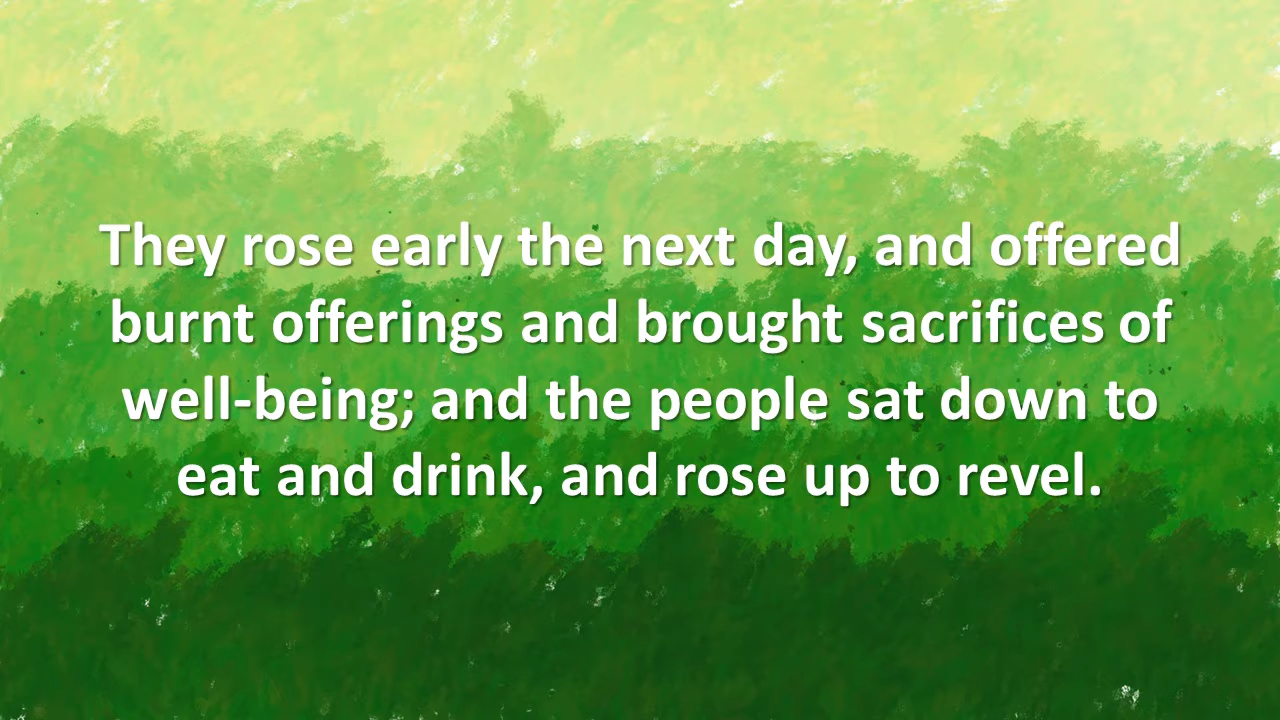 They rose early the next day, and offered
burnt offerings and brought sacrifices of
well-being; and the people sat down to
eat and drink, and rose up to revel.